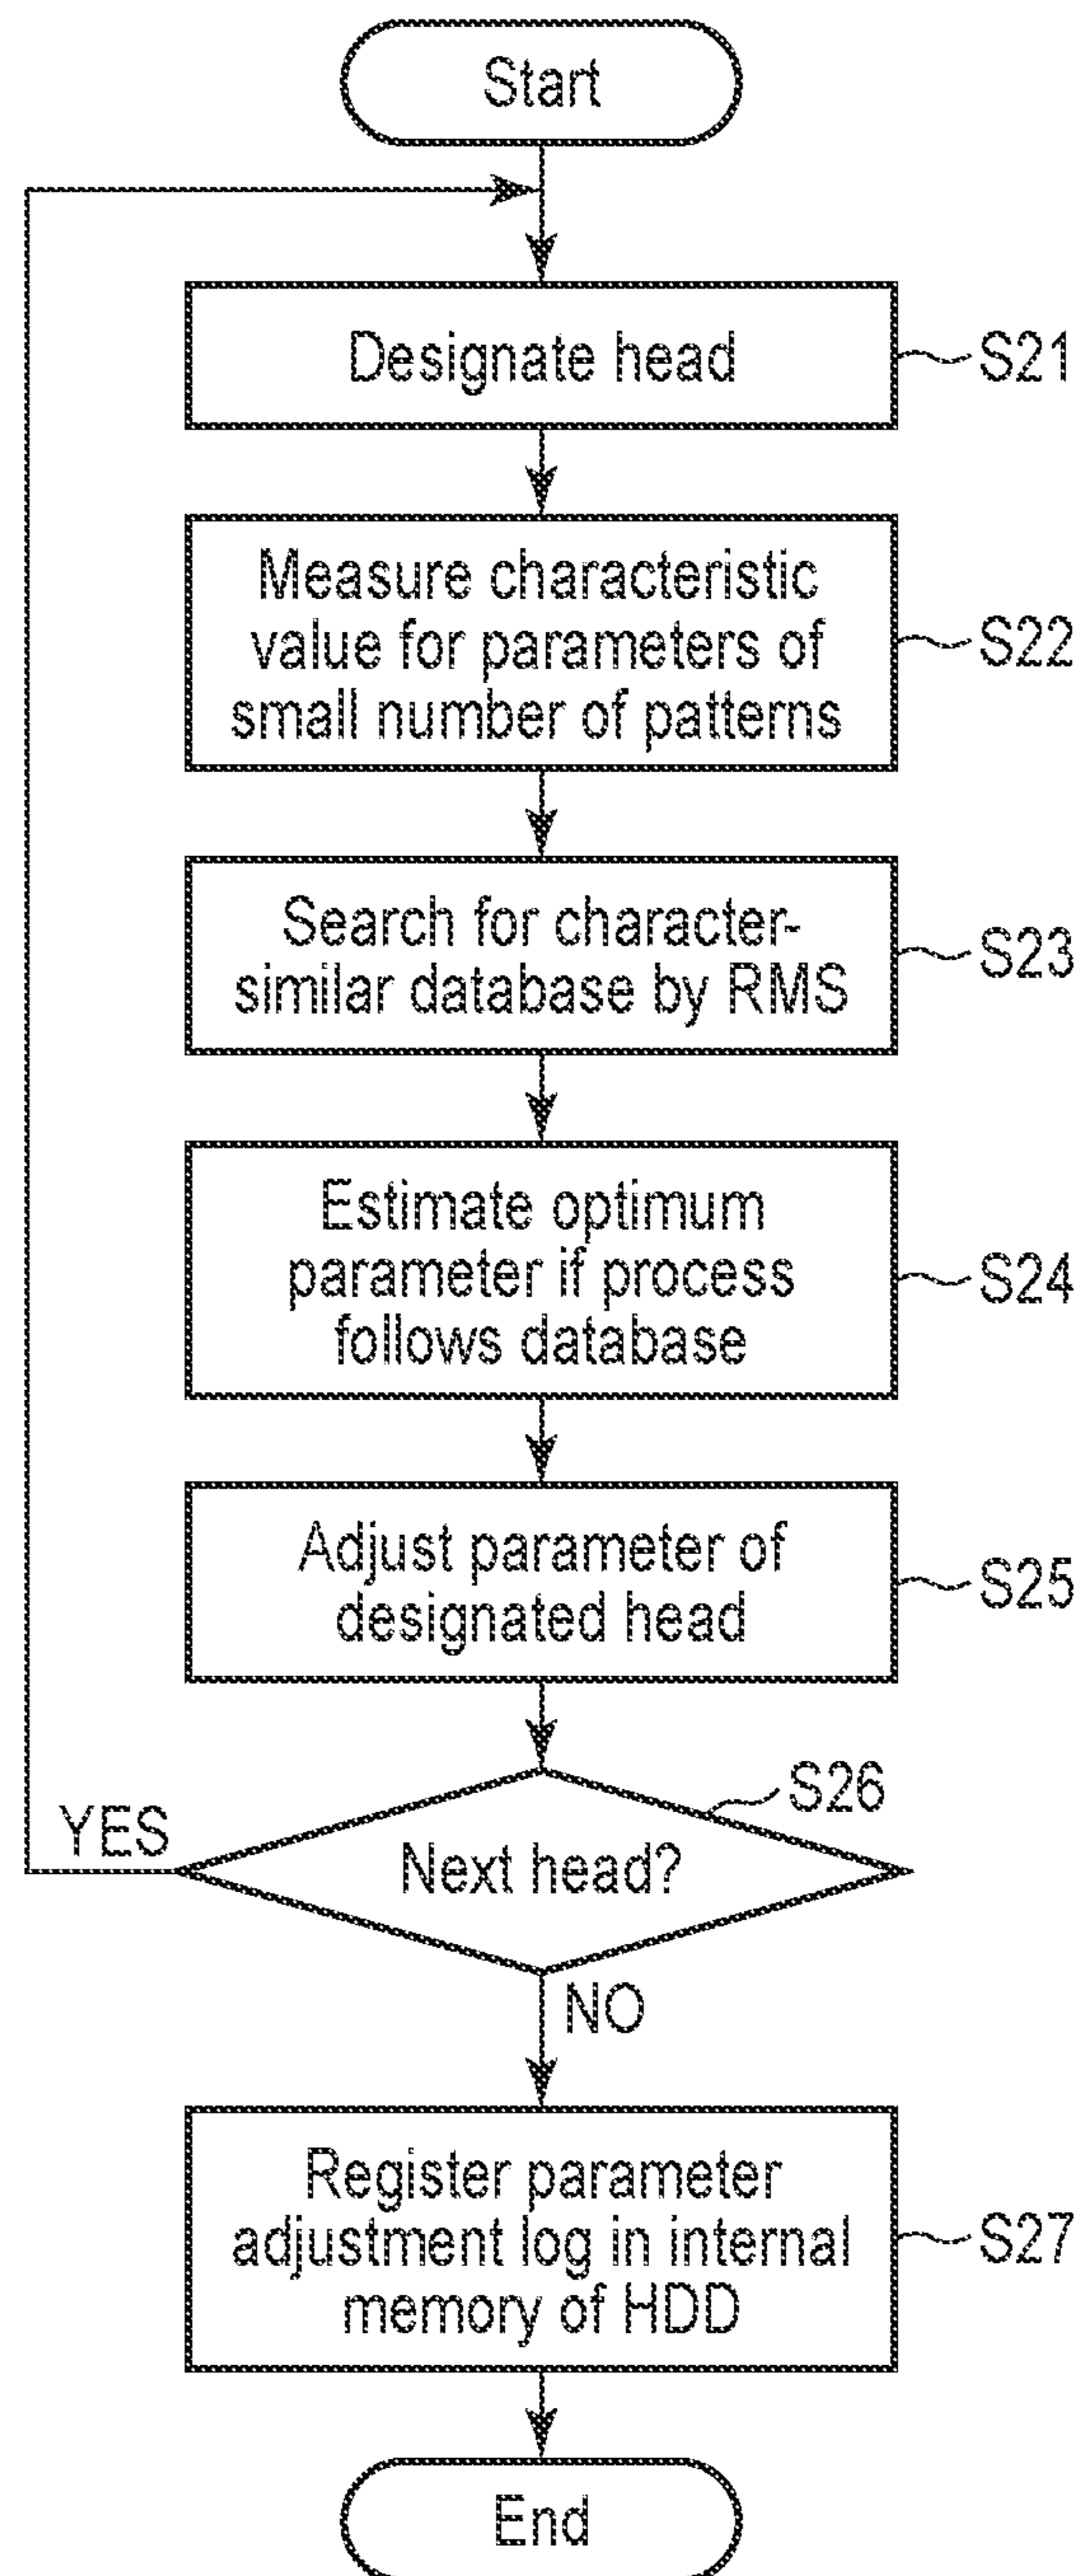 Start
Designate head
S21
Measure characteristic
value for parameters of
small number of patterns
S22
Search for character-
similar database by RMS
S23
Estimate optimum
parameter if process
follows database
S24
Adjust parameter of
designated head
S25
S26
YES
Next head?
NO
Register parameter
adjustment log in internal
memory of HDD
S27
End